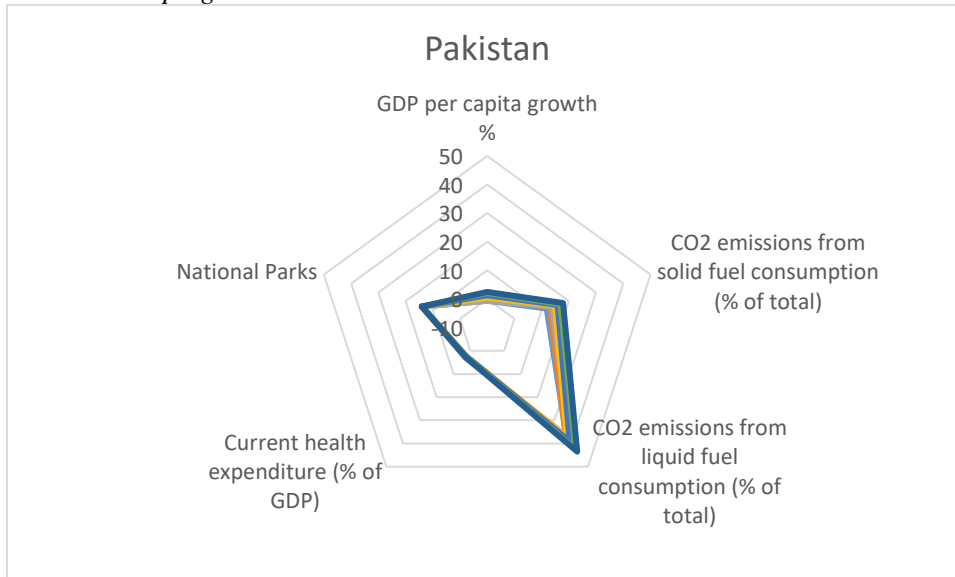 Pakistan
GDP per capita growth
%
50
40
30
20
10
0
-10
CO2 emissions from
solid fuel consumption
(% of total)
CO2 emissions from
liquid fuel
consumption (% of
total)
Current health
expenditure (% of
GDP)
National Parks